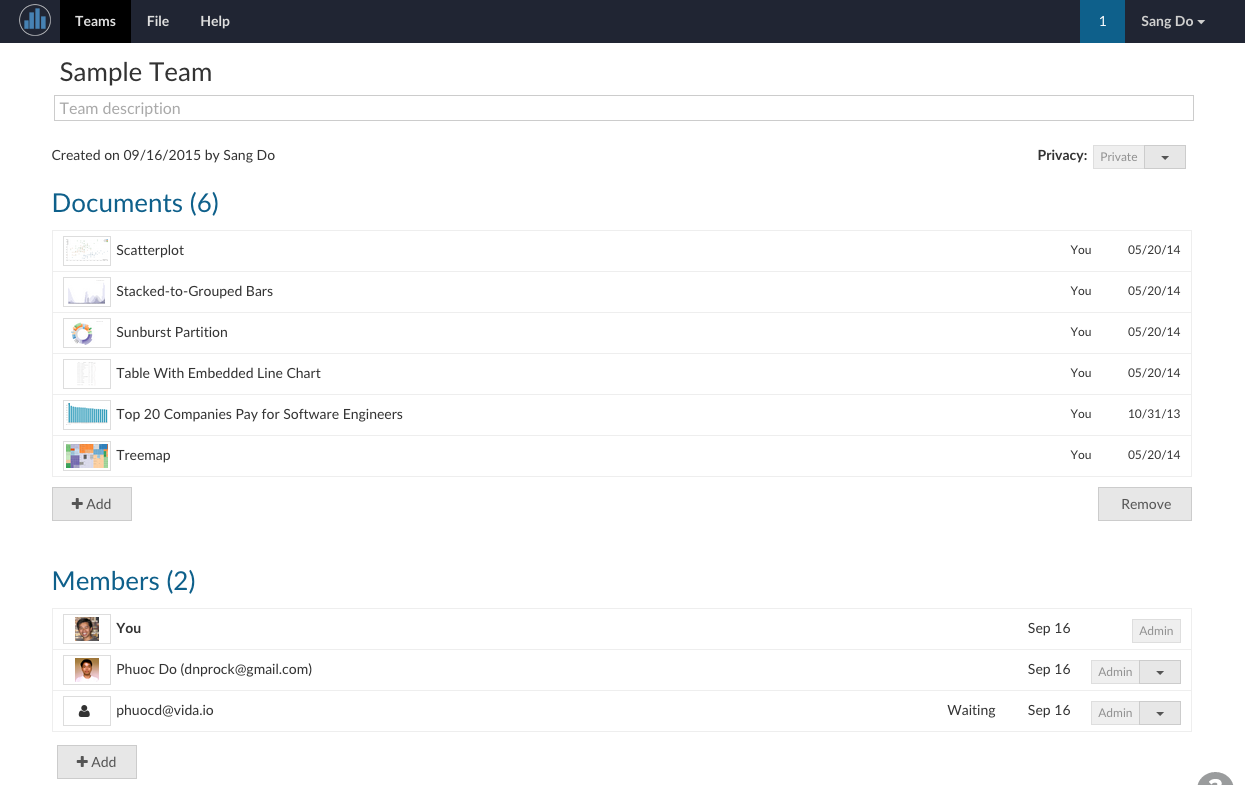 Teams File Help 1 Sang Do
Sample Team
Team description
Created on 09/16/2015 by Sang Do Privacy: Private
Documents (6)
Scatterplot You 05/20/14
Stacked-to-Grouped Bars You 05/20/14
Sunburst Partition You 05/20/14
Table With Embedded Line Chart You 05/20/14
Top 20 Companies Pay for Software Engineers You 10/31/13
Treemap You 05/20/14
Add Remove
Members (2)
You Sep 16 Admin
Phuoc Do (dnprock@gmail.com) Sep 16 Admin
phuocd@vida.io Waiting Sep 16 Admin
Add